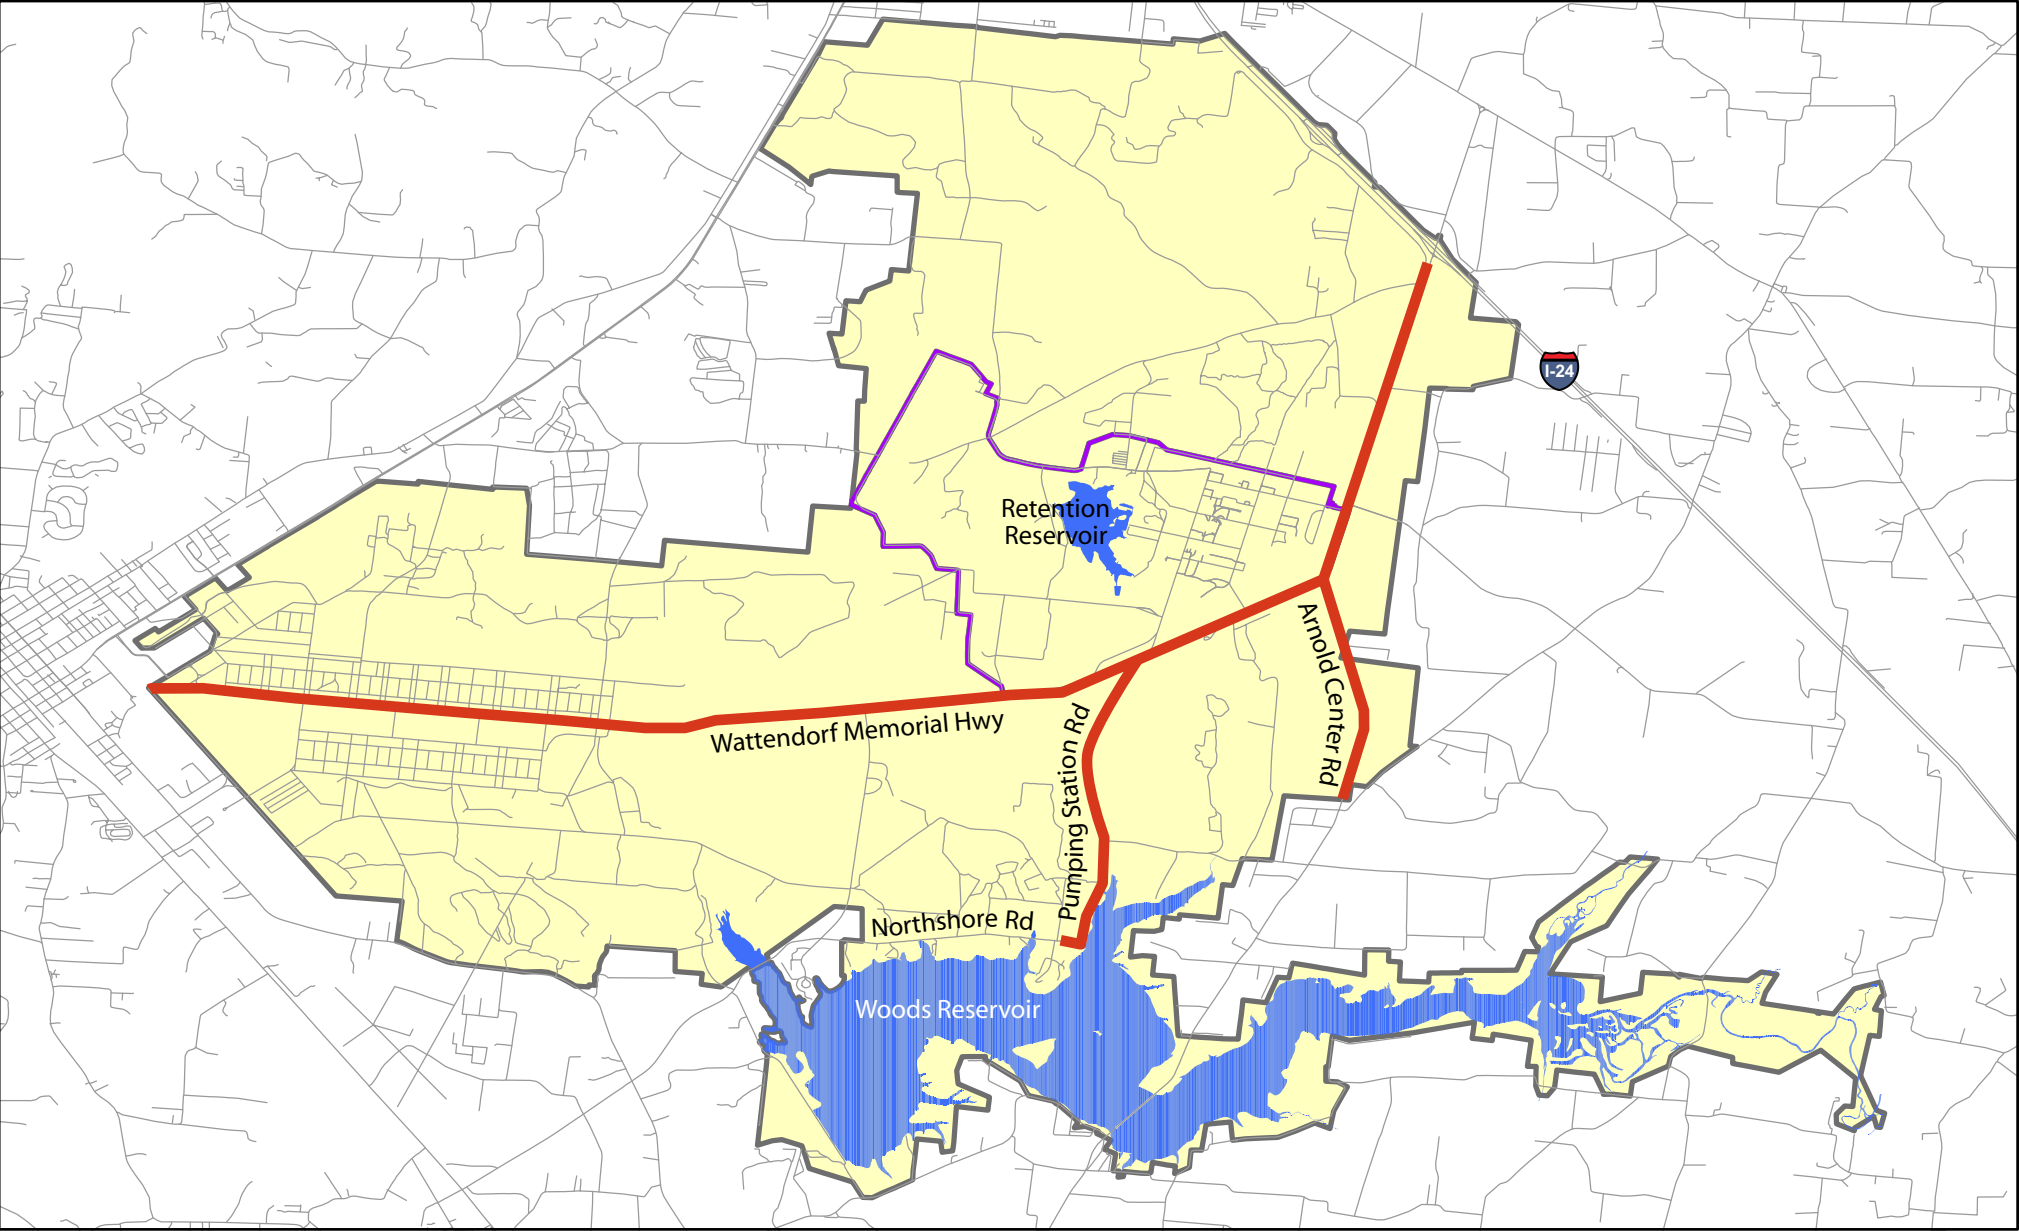 I-24
Retention
Reservoir
Arnold Center Rd
Wattendorf Memorial Hwy
Pumping Station Rd
Northshore Rd
Woods Reservoir